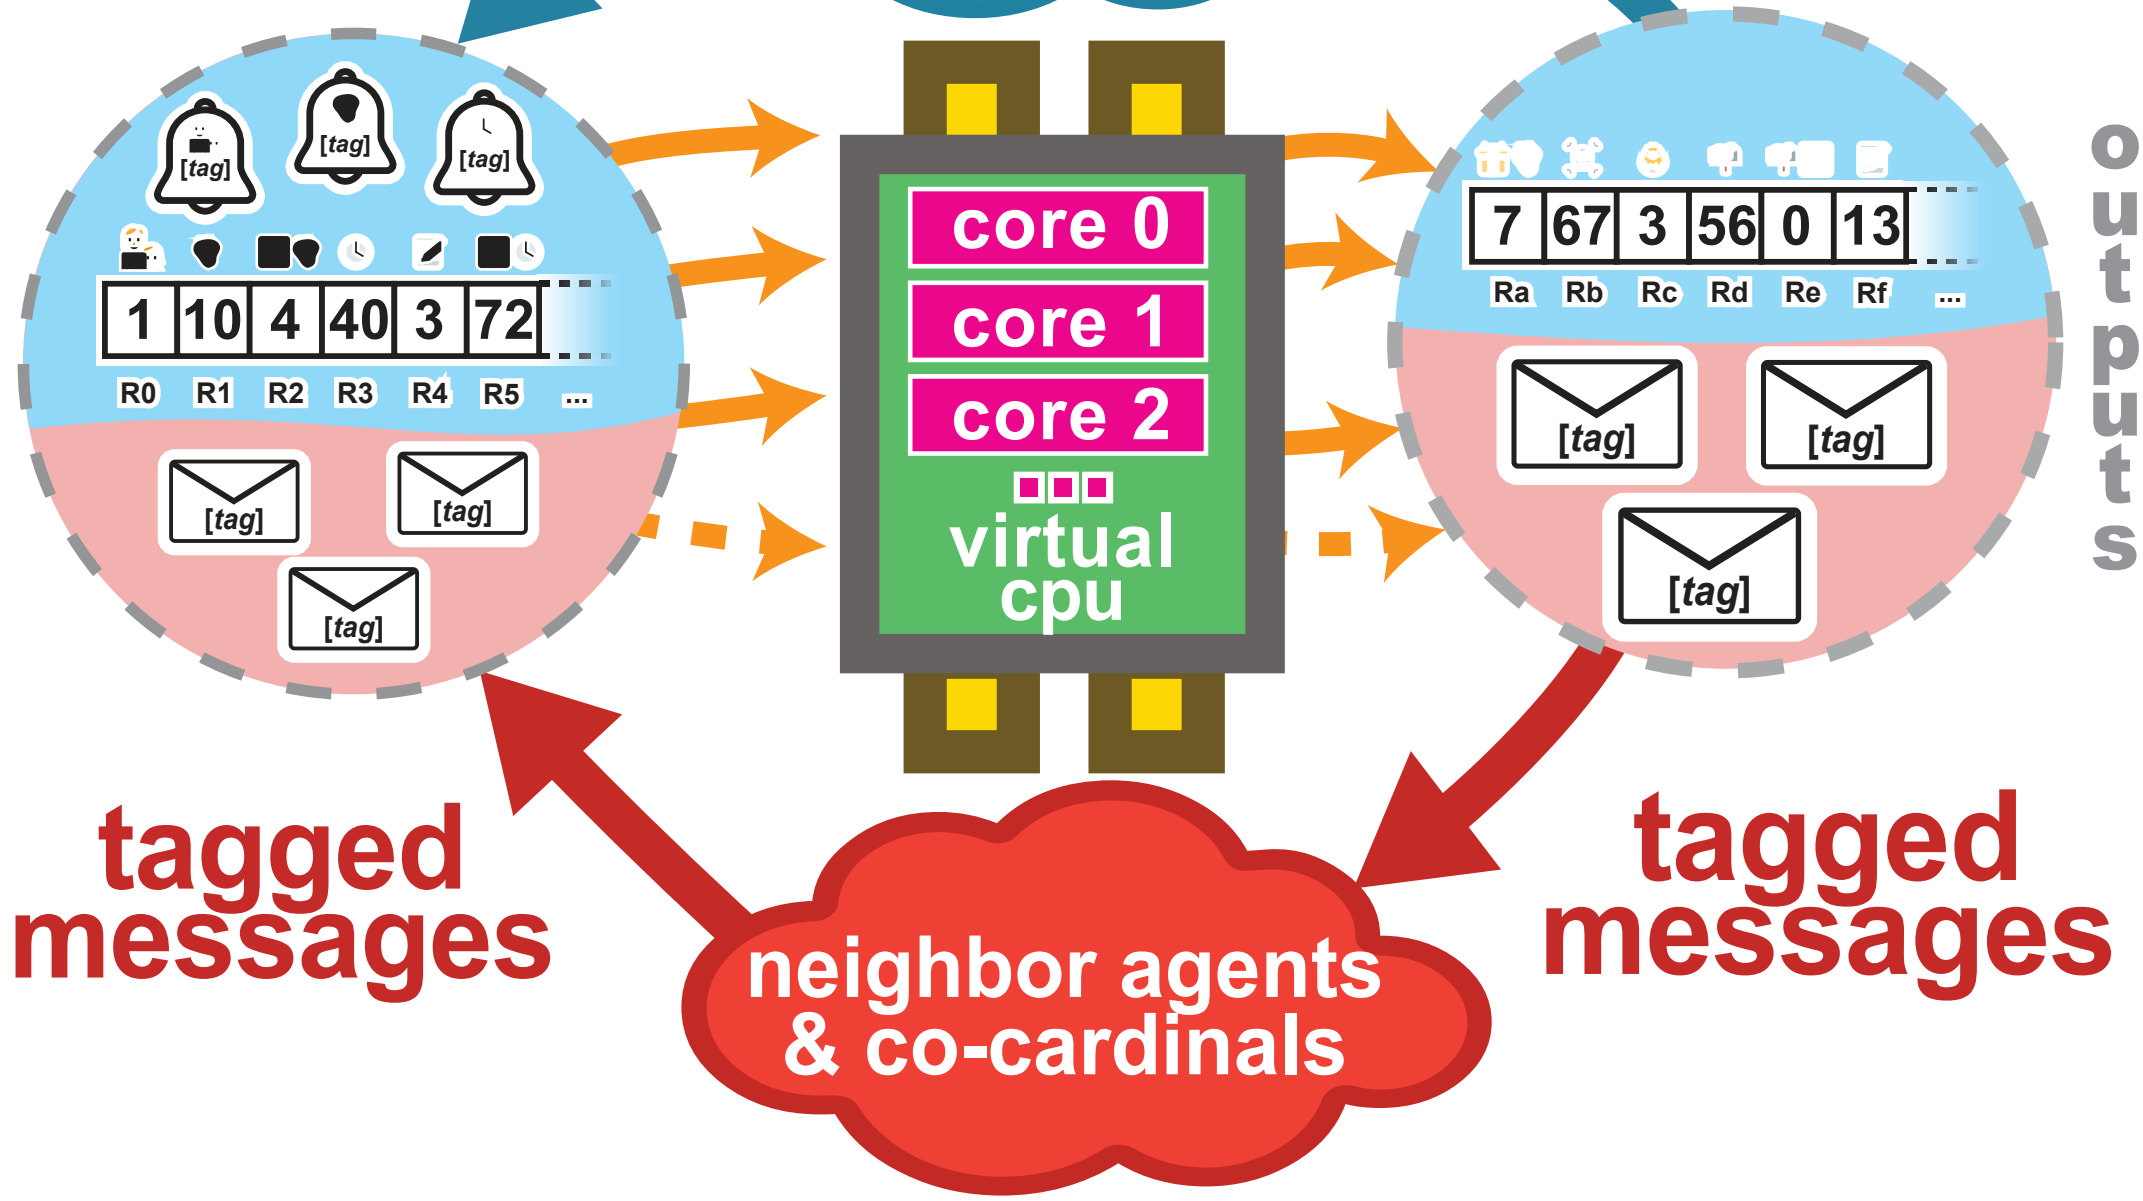 [tag]
[tag]
[tag]
1 10 4 40 3 72
R0 R1 R2 R3 R4 R5 ...
[tag]
[tag]
[tag]
core 0
core 1
core 2
virtual
cpu
7 67 3 56 0 13
Ra Rb Rc Rd Re Rf ...
[tag]
[tag]
[tag]
outputs
tagged
messages
neighbor agents
& co-cardinals
tagged
messages